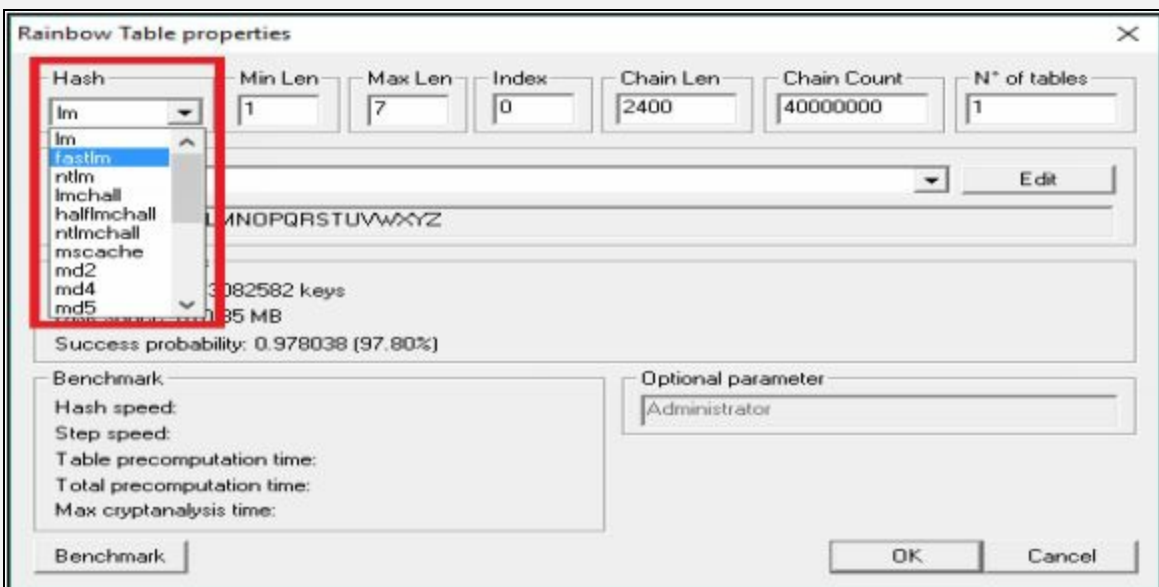 Rainbow Table properties
Hash Min Len Max Len Index Chain Len Chain Count N° of tables
lm 1 7 0 2400 40000000 1
lm
fastlm
ntlm
lmchall
halflmchall
ntlmchall
mscache
md2
md4
md5
Edit
LMNOPQRSTUVWXYZ
3082582 keys
85 MB
Success probability: 0.978038 (97.80%)
Benchmark
Hash speed:
Step speed:
Table precomputation time:
Total precomputation time:
Max cryptanalysis time:
Optional parameter
Administrator
Benchmark OK Cancel